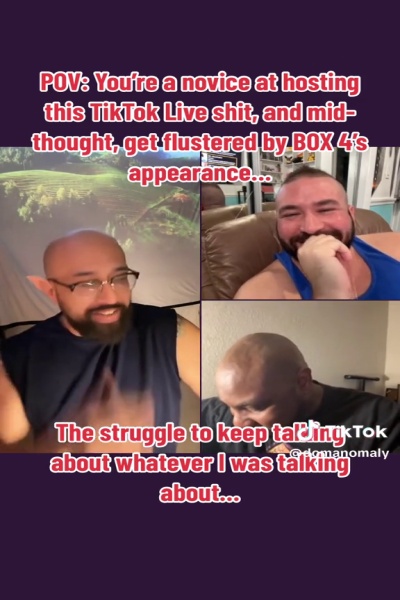 POV: You're a novice at hosting
this TikTok Live shit, and mid-
thought, get flustered by BOX 4's
appearance...
The struggle to keep talking
about whatever I was talking
about...
TikTok
@domanomaly